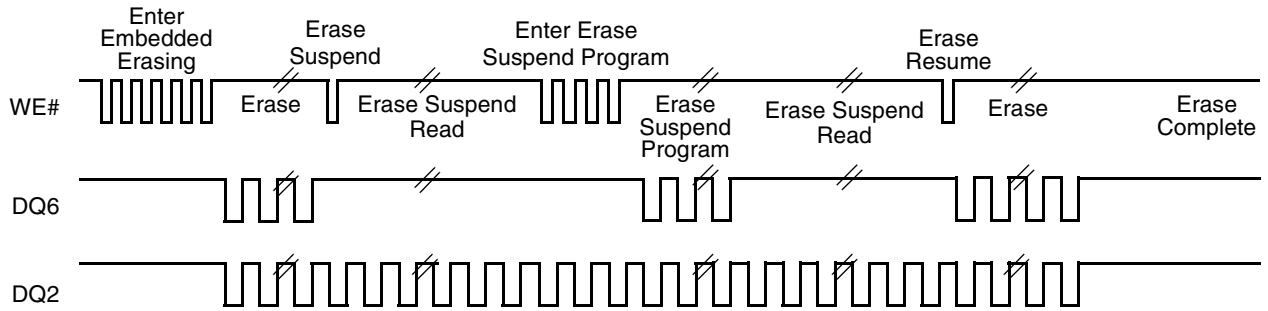 Enter
Embedded
Erasing
Erase
Suspend
Enter Erase
Suspend Program
Erase
Resume
WE#
Erase
Erase Suspend
Read
Erase
Suspend
Program
Erase Suspend
Read
Erase
Erase
Complete
DQ6
DQ2